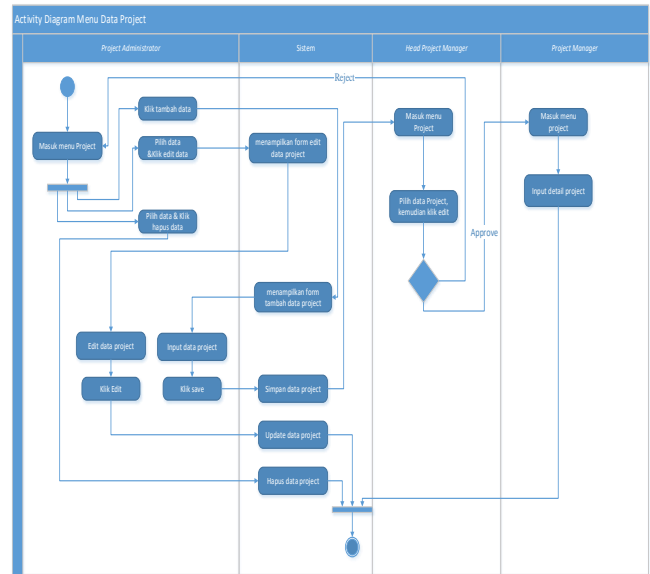 Activity Diagram Menu Data Project
Project Administrator
Sistem
Head Project Manager
Project Manager
Reject
Klik tambah data
Masuk menu Project
Pilih data
&Klik edit data
menampilkan form edit
data project
Masuk menu
Project
Masuk menu
project
Pilih data & Klik
hapus data
Pilih data Project,
kemudian klik edit
Input detail project
Approve
menampilkan form
tambah data project
Edit data project
Input data project
Klik Edit
Klik save
Simpan data project
Update data project
Hapus data project